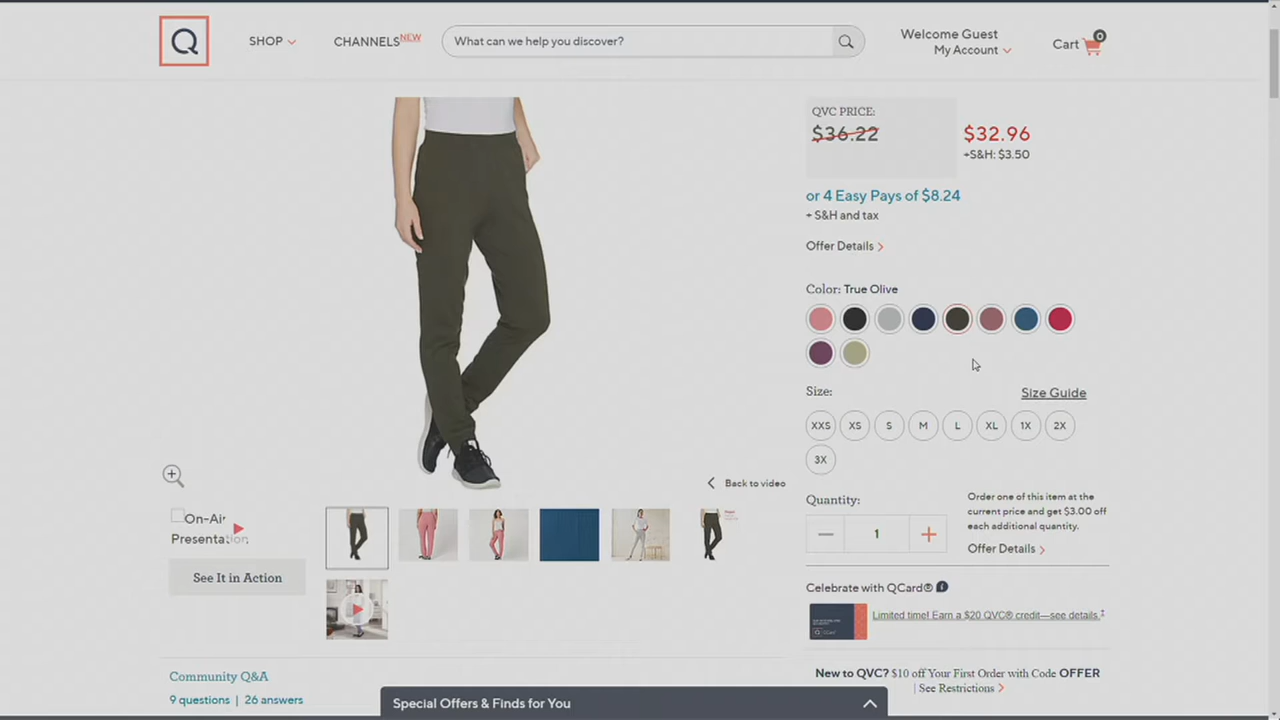 Q
SHOP
CHANNELS NEW
What can we help you discover?
Welcome Guest
My Account
Cart
0
QVC PRICE:
$36.22
$32.96
+S&H: $3.50
or 4 Easy Pays of $8.24
+ S&H and tax
Offer Details
Color: True Olive
Size:
Size Guide
XXS
XS
S
M
L
XL
1X
2X
3X
Back to video
On-Air
Presentation:
See It in Action
Quantity:
1
Order one of this item at the
current price and get $3.00 off
each additional quantity.
Offer Details
Celebrate with QCard®
Limited time! Earn a $20 QVC® credit—see details.‡
Community Q&A
9 questions | 26 answers
New to QVC? $10 off Your First Order with Code OFFER
| See Restrictions
Special Offers & Finds for You